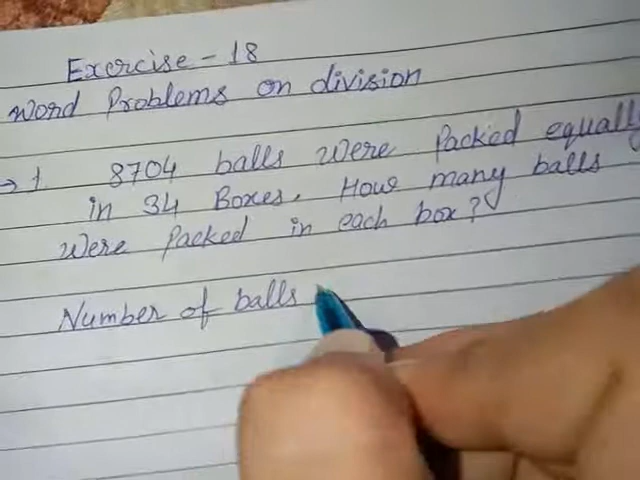 Exercise - 18
Word Problems on division
→ 1 8704 balls were packed equally
in 34 Boxes. How many balls
were packed in each box?
Number of balls